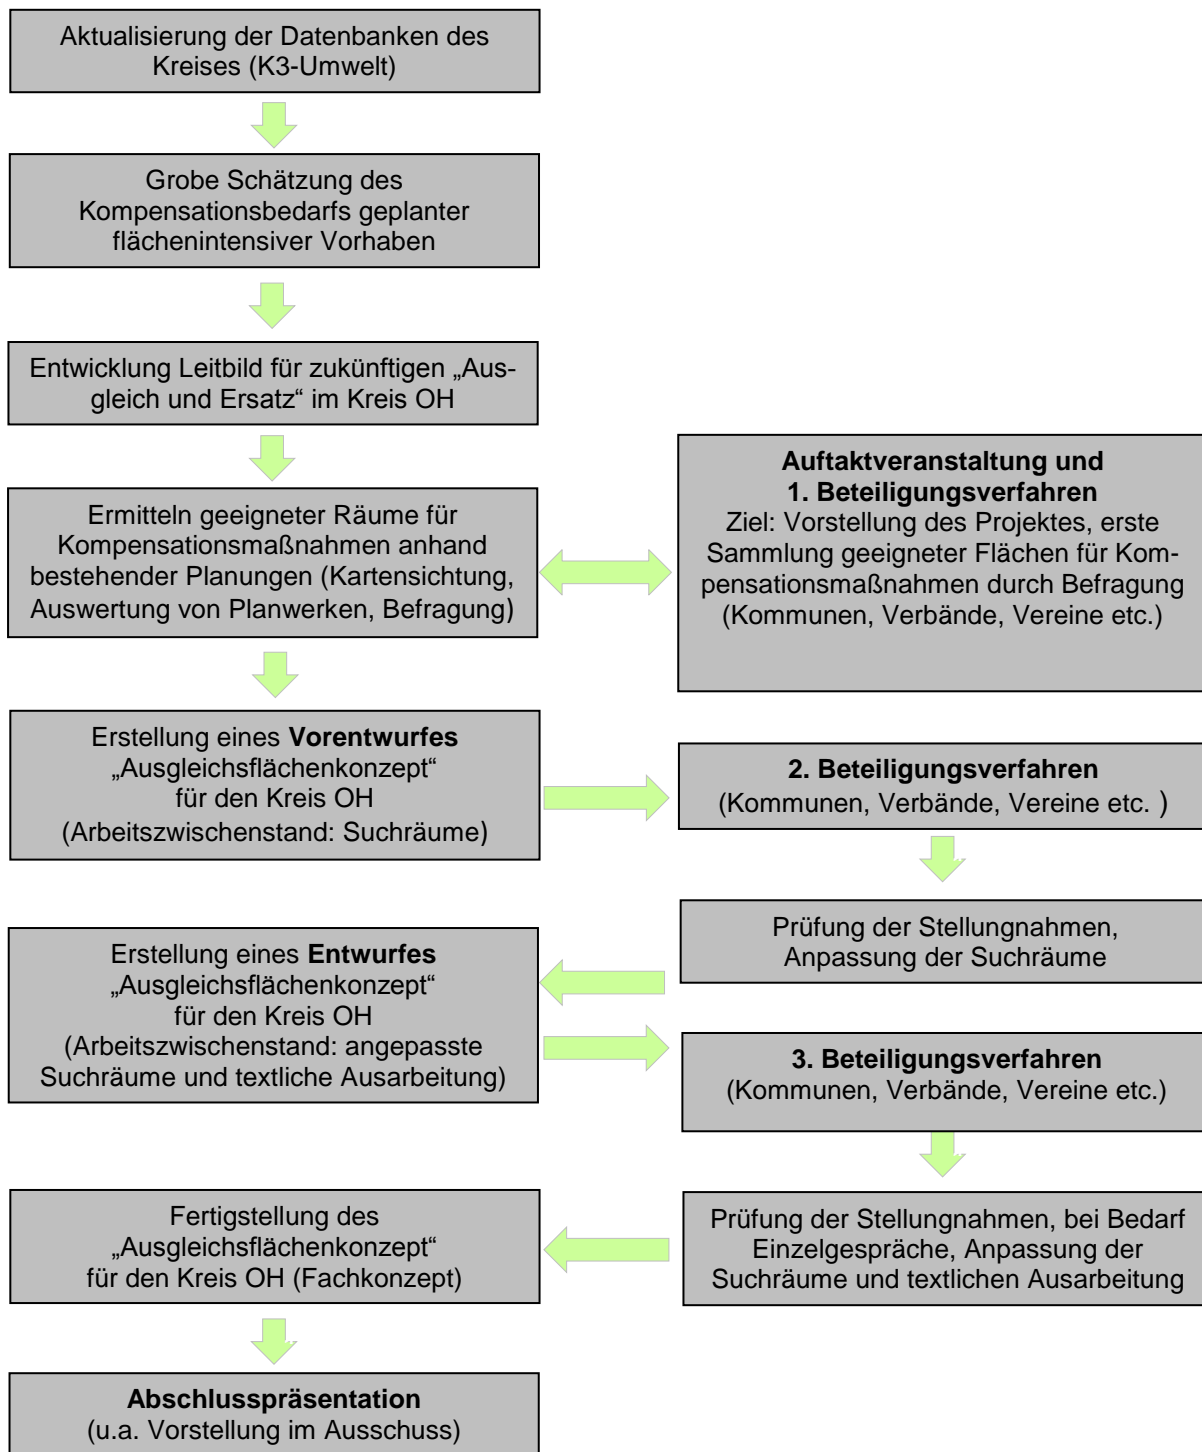 Aktualisierung der Datenbanken des
Kreises (K3-Umwelt)
Grobe Schätzung des
Kompensationsbedarfs geplanter
flächenintensiver Vorhaben
Entwicklung Leitbild für zukünftigen „Aus-
gleich und Ersatz“ im Kreis OH
Ermitteln geeigneter Räume für
Kompensationsmaßnahmen anhand
bestehender Planungen (Kartensichtung,
Auswertung von Planwerken, Befragung)
Auftaktveranstaltung und
1. Beteiligungsverfahren
Ziel: Vorstellung des Projektes, erste
Sammlung geeigneter Flächen für Kom-
pensationsmaßnahmen durch Befragung
(Kommunen, Verbände, Vereine etc.)
Erstellung eines Vorentwurfes
„Ausgleichsflächenkonzept“
für den Kreis OH
(Arbeitszwischenstand: Suchräume)
2. Beteiligungsverfahren
(Kommunen, Verbände, Vereine etc. )
Prüfung der Stellungnahmen,
Anpassung der Suchräume
Erstellung eines Entwurfes
„Ausgleichsflächenkonzept“
für den Kreis OH
(Arbeitszwischenstand: angepasste
Suchräume und textliche Ausarbeitung)
3. Beteiligungsverfahren
(Kommunen, Verbände, Vereine etc.)
Prüfung der Stellungnahmen, bei Bedarf
Einzelgespräche, Anpassung der
Suchräume und textlichen Ausarbeitung
Fertigstellung des
„Ausgleichsflächenkonzept“
für den Kreis OH (Fachkonzept)
Abschlusspräsentation
(u.a. Vorstellung im Ausschuss)